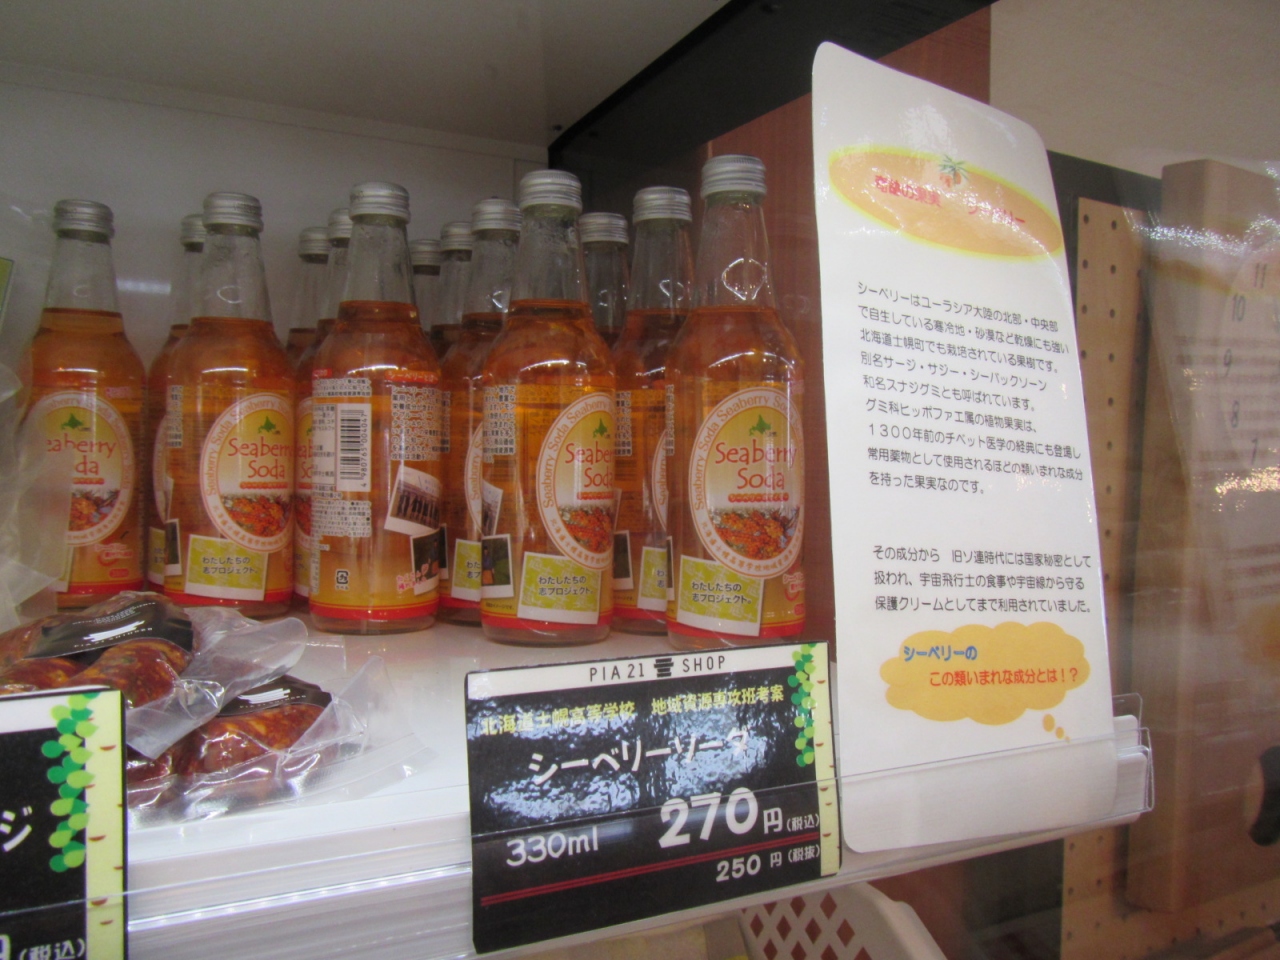 Seaberry
Soda
わたしたちの
志プロジェクト。
Seaberry Soda Seaberry Soda
PIA21 SHOP
北海道士幌高等学校 地域資源専攻班考案
シーベリーソーダ
330ml 270円(税込)
250円(税抜)
ジ
(税込)
シーベリーはユーラシア大陸の北部・中央部
で自生している寒冷地・砂漠など乾燥にも強い
北海道士幌町でも栽培されている果樹です。
別名サージ・サジー・シーバックソーン
和名スナジグミとも呼ばれています。
グミ科ヒッポファエ属の植物果実は、
1300年前のチベット医学の経典にも登場し
常用薬物として使用されるほどの類いまれな成分
を持った果実なのです。
その成分から 旧ソ連時代には国家秘密として
扱われ、宇宙飛行士の食事や宇宙線から守る
保護クリームとしてまで利用されていました。
シーベリーの
この類いまれな成分とは!?
11
10
9
8
7